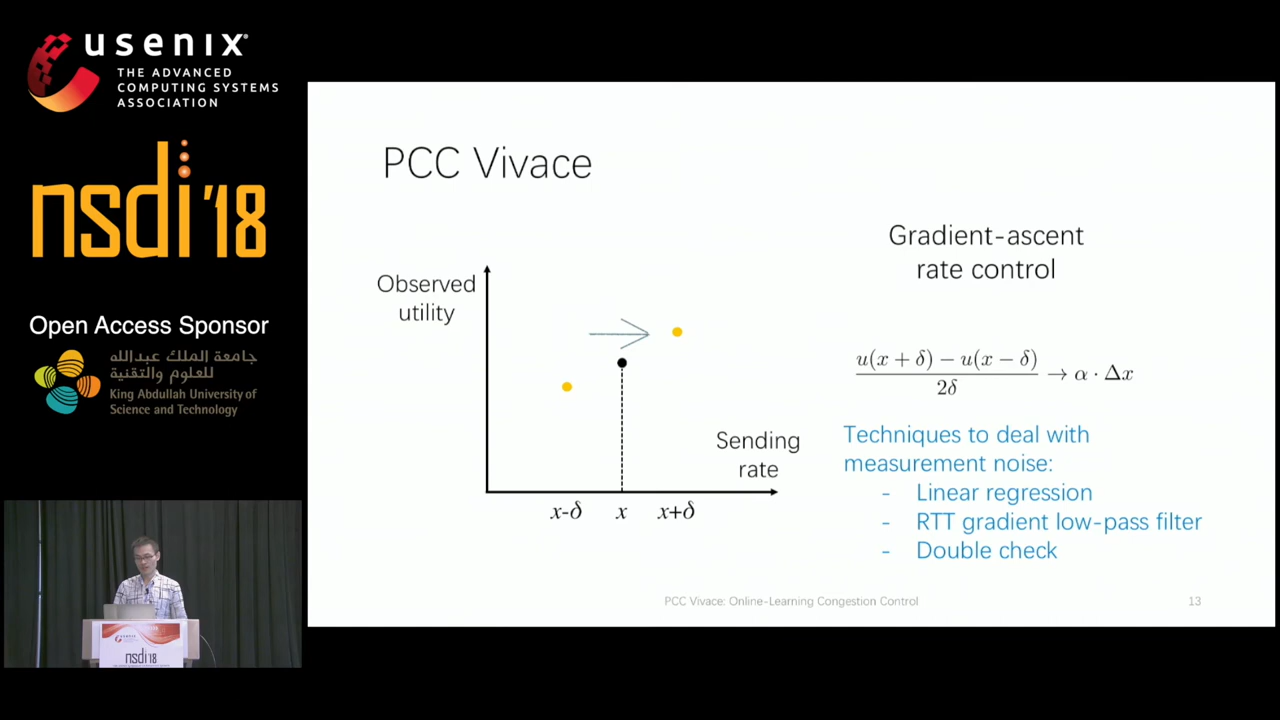 usenix
THE ADVANCED
COMPUTING SYSTEMS
ASSOCIATION
nsdi '18
Open Access Sponsor
جامعة الملك عبدالله
للعلوم والتقنية
King Abdullah University of
Science and Technology
usenix
nsdi'18
PCC Vivace
Observed
utility
Sending
rate
x-δ x x+δ
Gradient-ascent
rate control
u(x + δ) − u(x − δ)
2δ
→ α · Δx
Techniques to deal with
measurement noise:
- Linear regression
- RTT gradient low-pass filter
- Double check
PCC Vivace: Online-Learning Congestion Control 13